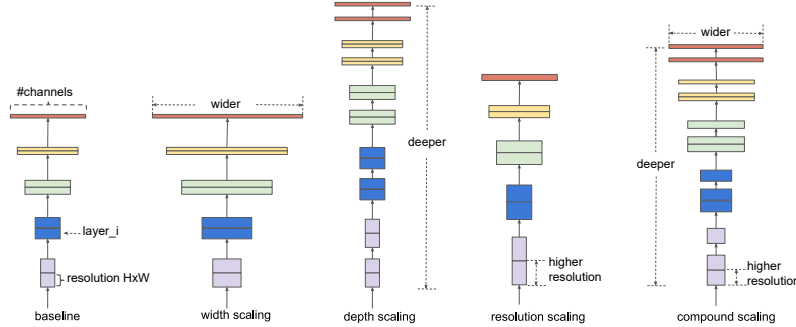 #channels
layer_i
resolution HxW
baseline
wider
width scaling
deeper
depth scaling
higher
resolution
resolution scaling
wider
deeper
higher
resolution
compound scaling